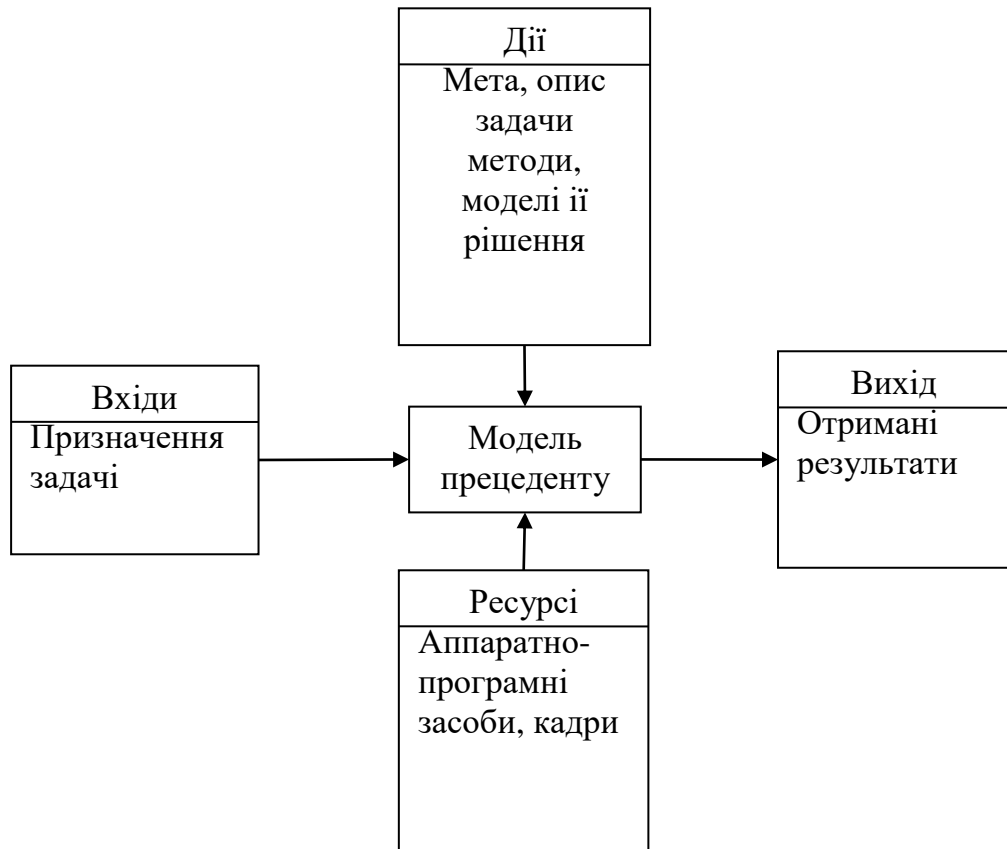 Дії
Мета, опис
задачи
методи,
моделі ії
рішення
Вхіди
Призначення
задачі
Модель
прецеденту
Вихід
Отримані
результати
Ресурсі
Аппаратно-
програмні
засоби, кадри